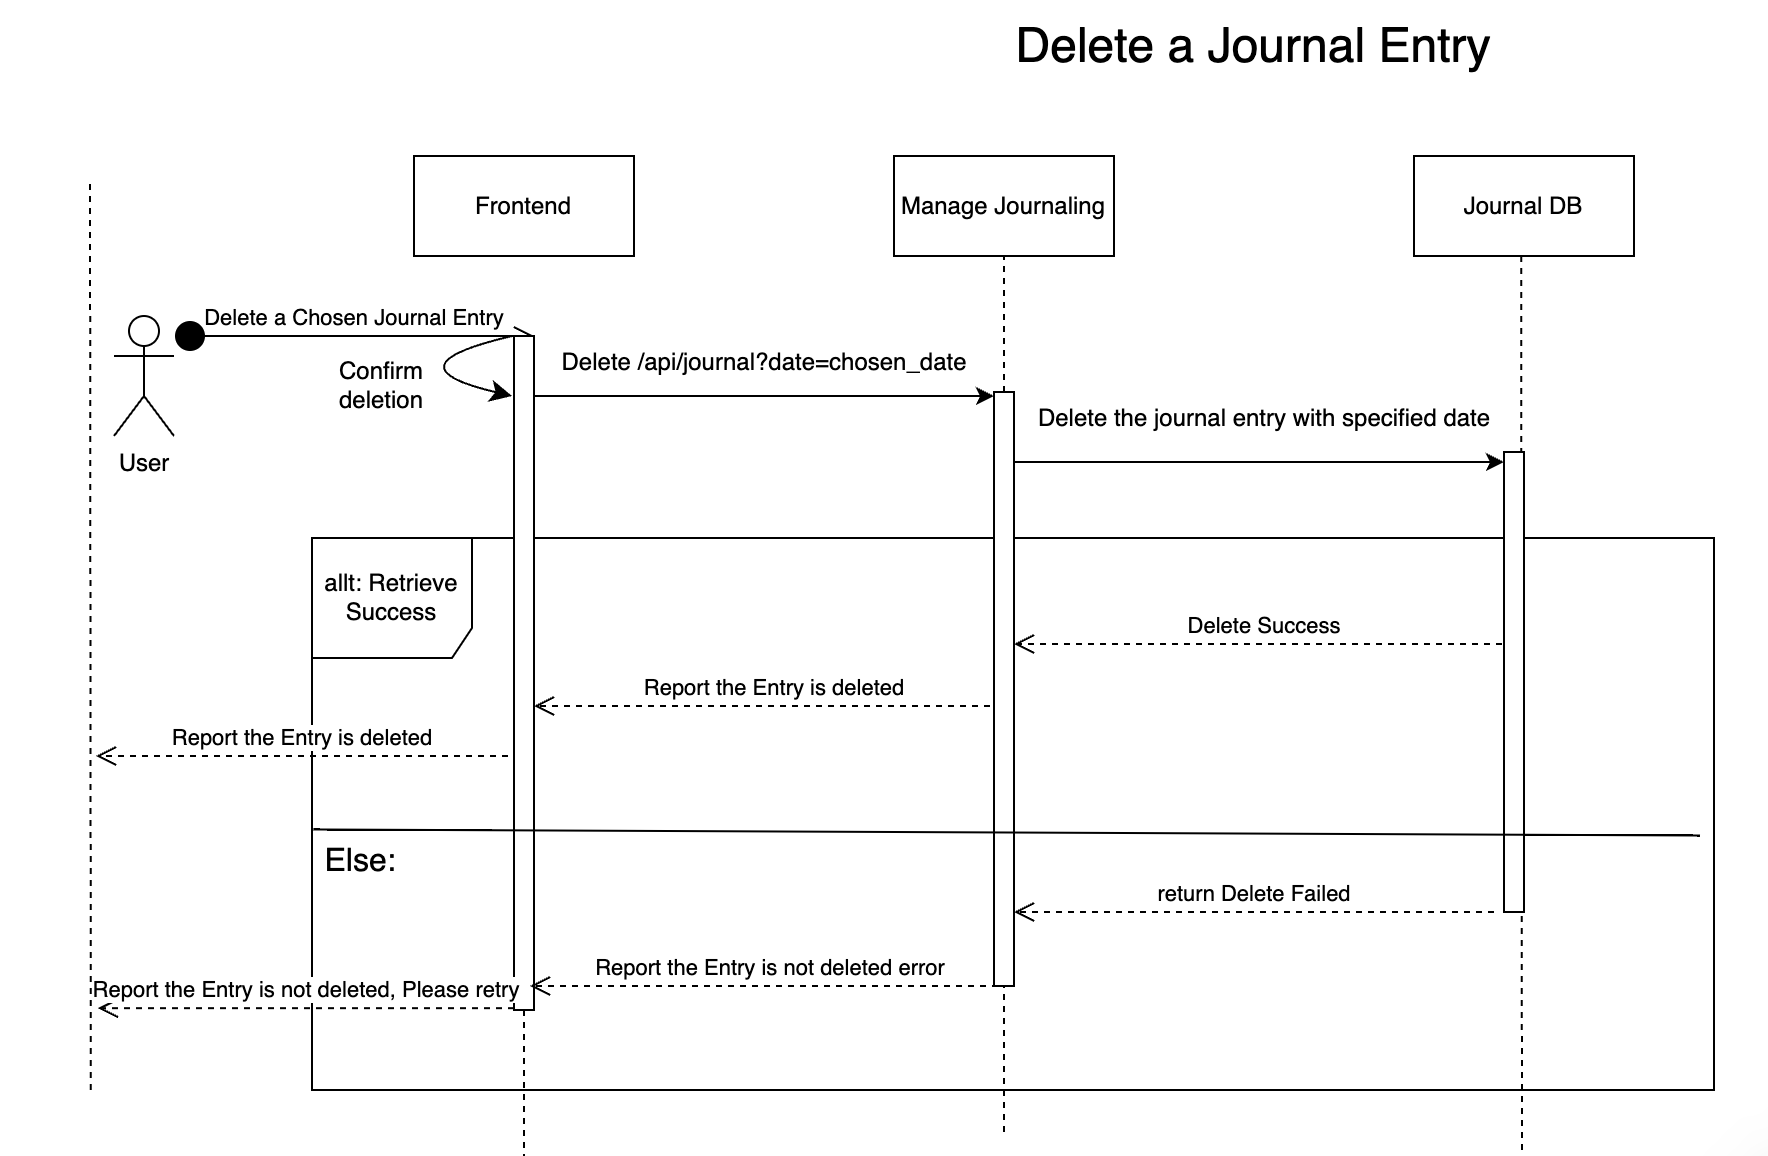 Delete a Journal Entry
Frontend
Manage Journaling
Journal DB
Delete a Chosen Journal Entry
Confirm
deletion
Delete /api/journal?date=chosen_date
Delete the journal entry with specified date
User
allt: Retrieve
Success
Delete Success
Report the Entry is deleted
Report the Entry is deleted
Else:
return Delete Failed
Report the Entry is not deleted error
Report the Entry is not deleted, Please retry